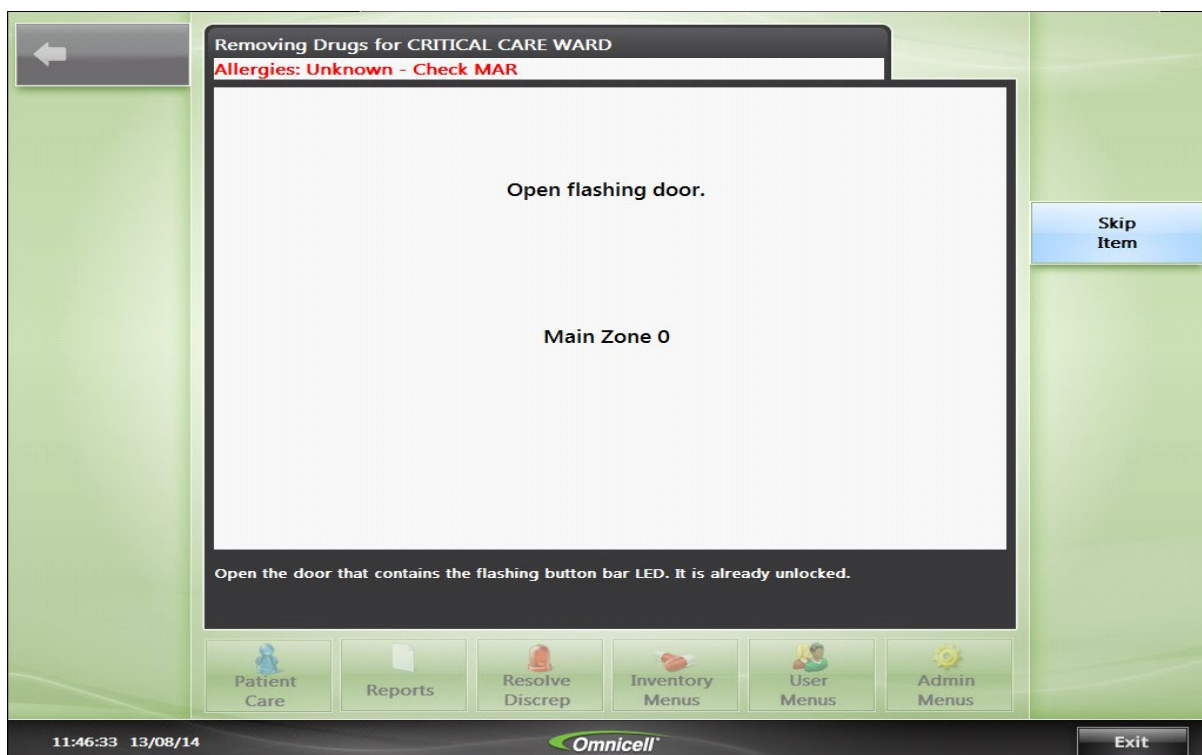 Removing Drugs for CRITICAL CARE WARD
Allergies: Unknown - Check MAR
Open flashing door.
Main Zone 0
Skip
Item
Open the door that contains the flashing button bar LED. It is already unlocked.
Patient
Care
Reports
Resolve
Discrep
Inventory
Menus
User
Menus
Admin
Menus
11:46:33 13/08/14
Omnicell
Exit